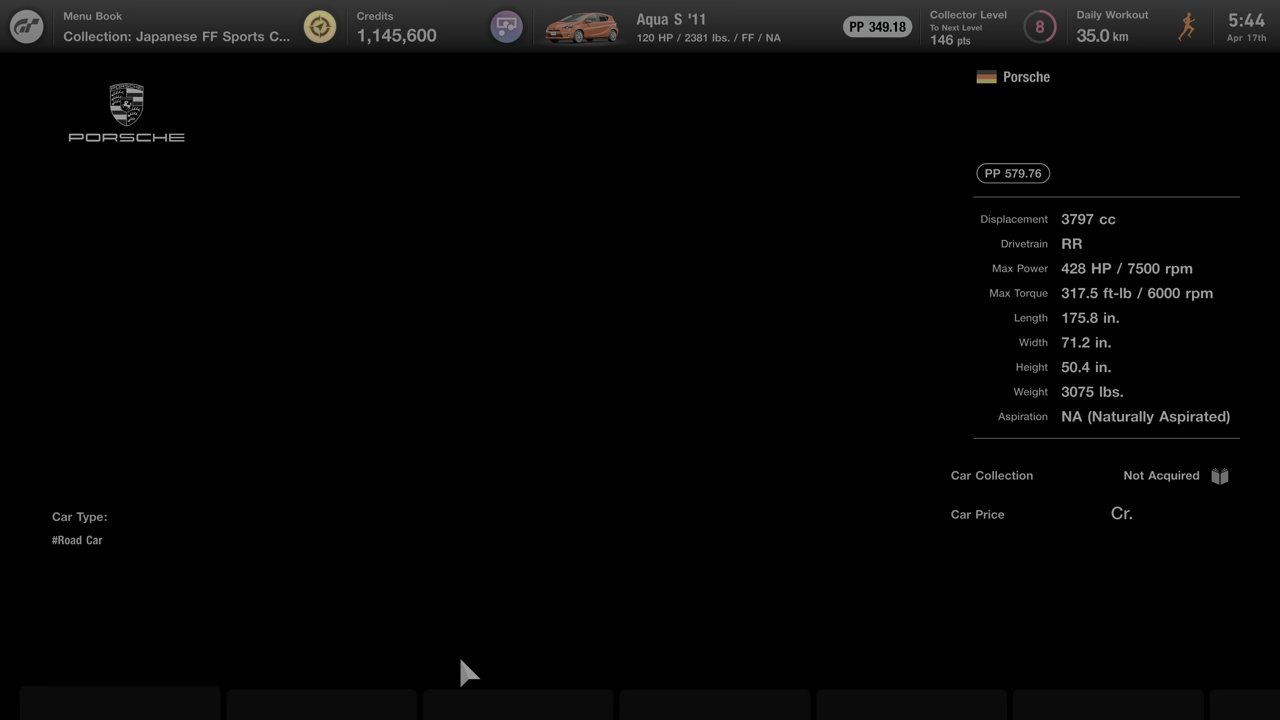 Menu Book
Collection: Japanese FF Sports C...
Credits
1,145,600
Aqua S '11
120 HP / 2381 lbs. / FF / NA
PP 349.18
Collector Level
To Next Level
146 pts
8
Daily Workout
35.0 km
5:44
Apr 17th
PORSCHE
Porsche
PP 579.76
Displacement 3797 cc
Drivetrain RR
Max Power 428 HP / 7500 rpm
Max Torque 317.5 ft-lb / 6000 rpm
Length 175.8 in.
Width 71.2 in.
Height 50.4 in.
Weight 3075 lbs.
Aspiration NA (Naturally Aspirated)
Car Collection Not Acquired
Car Price Cr.
Car Type:
#Road Car